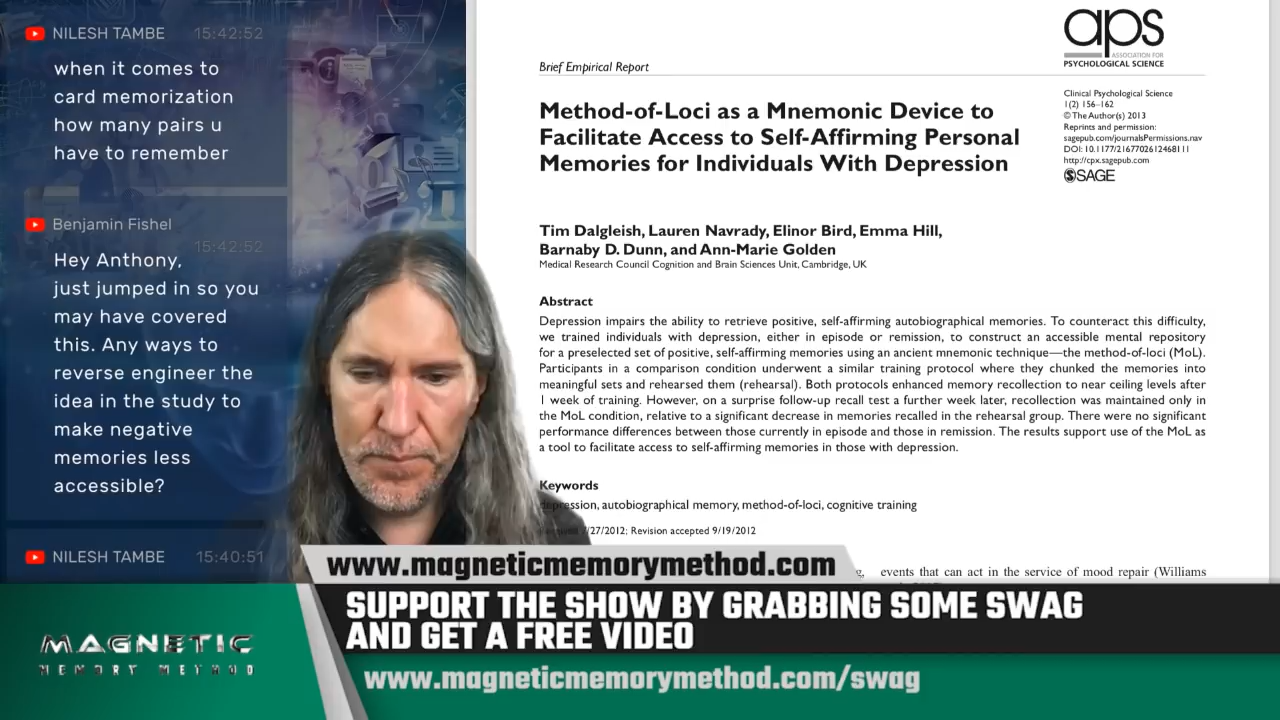 NILESH TAMBE 15:42:52
when it comes to
card memorization
how many pairs u
have to remember
Benjamin Fishel
15:42:52
Hey Anthony,
just jumped in so you
may have covered
this. Any ways to
reverse engineer the
idea in the study to
make negative
memories less
accessible?
NILESH TAMBE 15:40:51
aps
ASSOCIATION FOR
PSYCHOLOGICAL SCIENCE
Brief Empirical Report
Method-of-Loci as a Mnemonic Device to
Facilitate Access to Self-Affirming Personal
Memories for Individuals With Depression
Clinical Psychological Science
1(2) 156–162
© The Author(s) 2013
Reprints and permission:
sagepub.com/journalsPermissions.nav
DOI: 10.1177/2167702612468111
http://cpx.sagepub.com
SAGE
Tim Dalgleish, Lauren Navrady, Elinor Bird, Emma Hill,
Barnaby D. Dunn, and Ann-Marie Golden
Medical Research Council Cognition and Brain Sciences Unit, Cambridge, UK
Abstract
Depression impairs the ability to retrieve positive, self-affirming autobiographical memories. To counteract this difficulty,
we trained individuals with depression, either in episode or remission, to construct an accessible mental repository
for a preselected set of positive, self-affirming memories using an ancient mnemonic technique—the method-of-loci (MoL).
Participants in a comparison condition underwent a similar training protocol where they chunked the memories into
meaningful sets and rehearsed them (rehearsal). Both protocols enhanced memory recollection to near ceiling levels after
1 week of training. However, on a surprise follow-up recall test a further week later, recollection was maintained only in
the MoL condition, relative to a significant decrease in memories recalled in the rehearsal group. There were no significant
performance differences between those currently in episode and those in remission. The results support use of the MoL as
a tool to facilitate access to self-affirming memories in those with depression.
Keywords
depression, autobiographical memory, method-of-loci, cognitive training
7/27/2012; Revision accepted 9/19/2012
events that can act in the service of mood repair (Williams
www.magneticmemorymethod.com
SUPPORT THE SHOW BY GRABBING SOME SWAG
AND GET A FREE VIDEO
www.magneticmemorymethod.com/swag
MAGNETIC
MEMORY METHOD